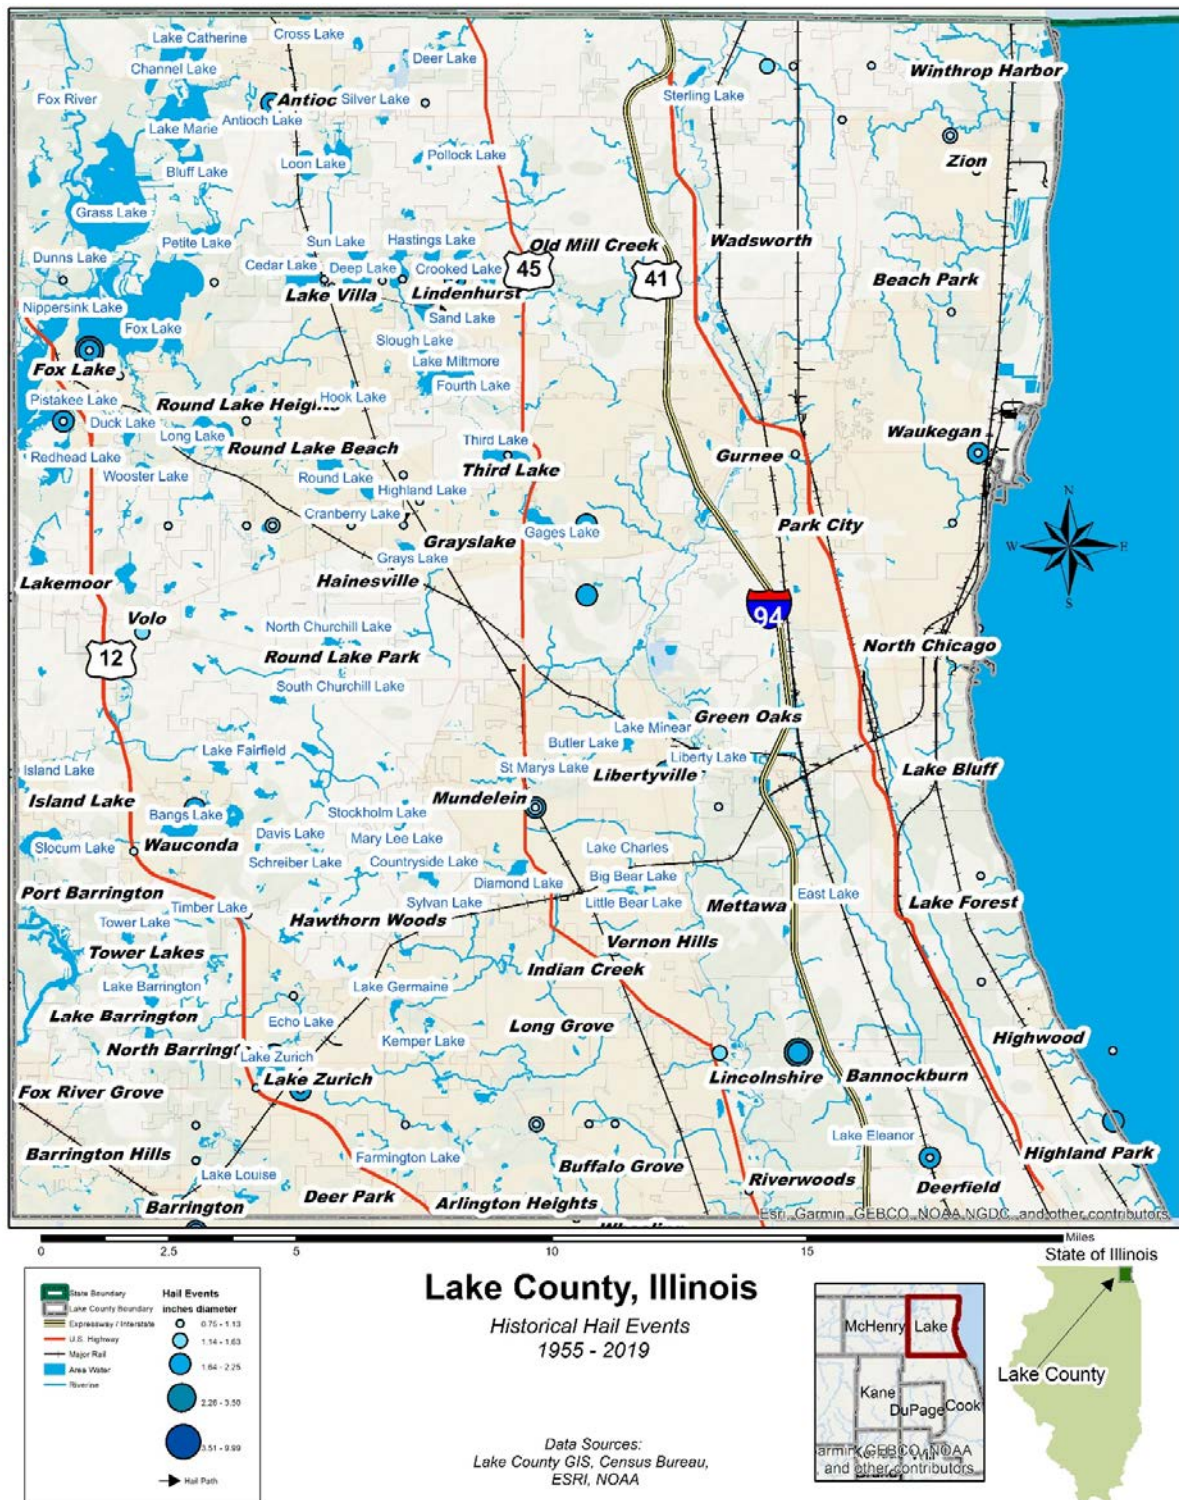 Lake Catherine
Cross Lake
Channel Lake
Deer Lake
Winthrop Harbor
Fox River
Antioc
Silver Lake
Sterling Lake
Lake Marie
Antioch Lake
Bluff Lake
Loon Lake
Pollock Lake
Zion
Grass Lake
Petite Lake
Sun Lake
Hastings Lake
Old Mill Creek
Wadsworth
Dunns Lake
Cedar Lake
Deep Lake
Crooked Lake
45
41
Beach Park
Lake Villa
Lindenhurst
Nippersink Lake
Fox Lake
Sand Lake
Slough Lake
Fox Lake
Lake Miltmore
Fourth Lake
Pistakee Lake
Round Lake Heigh
Hook Lake
Duck Lake
Long Lake
Round Lake Beach
Third Lake
Waukegan
Redhead Lake
Wooster Lake
Round Lake
Third Lake
Gurnee
Highland Lake
Cranberry Lake
Grayslake
Gages Lake
Park City
Lakemoor
Hainesville
Grays Lake
Volo
94
N
W
E
S
North Churchill Lake
12
Round Lake Park
North Chicago
South Churchill Lake
Green Oaks
Lake Minear
Lake Fairfield
Butler Lake
Liberty Lake
Island Lake
St Marys Lake
Libertyville
Lake Bluff
Island Lake
Bangs Lake
Mundelein
Stockholm Lake
Slocum Lake
Wauconda
Davis Lake
Mary Lee Lake
Lake Charles
Schreiber Lake
Countryside Lake
Big Bear Lake
Port Barrington
Timber Lake
Diamond Lake
East Lake
Tower Lake
Hawthorn Woods
Sylvan Lake
Little Bear Lake
Mettawa
Lake Forest
Tower Lakes
Vernon Hills
Indian Creek
Lake Barrington
Lake Germaine
Lake Barrington
Echo Lake
Long Grove
Highwood
North Barringt
Lake Zurich
Kemper Lake
Fox River Grove
Lake Zurich
Lincolnshire
Bannockburn
Barrington Hills
Farmington Lake
Buffalo Grove
Lake Eleanor
Highland Park
Lake Louise
Deer Park
Riverwoods
Deerfield
Barrington
Arlington Heights
Esri, Garmin, GEBCO, NOAA NGDC, and other contributors
0
2.5
5
10
15
Miles
State of Illinois
State Boundary
Lake County Boundary
Expressway / Interstate
U.S. Highway
Major Rail
Area Water
Riverine
Hail Events
inches diameter
0.75 - 1.13
1.14 - 1.63
1.64 - 2.25
2.26 - 3.50
3.51 - 9.99
Hail Path
Lake County, Illinois
Historical Hail Events
1955 - 2019
Data Sources:
Lake County GIS, Census Bureau,
ESRI, NOAA
McHenry
Lake
Kane
DuPage
Cook
GEBCO, NOAA
and other contributors
Lake County